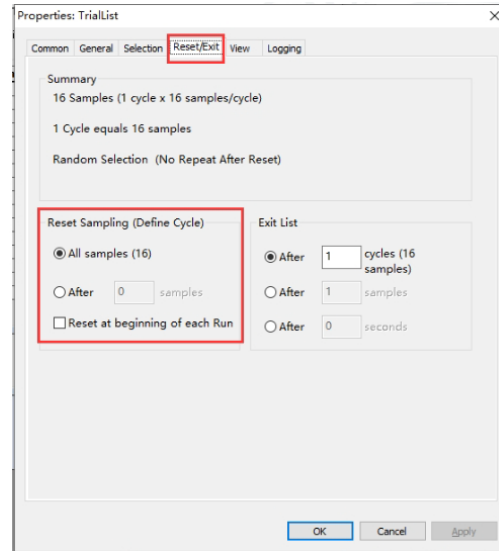 Properties: TrialList
Common General Selection Reset/Exit View Logging
Summary
16 Samples (1 cycle x 16 samples/cycle)
1 Cycle equals 16 samples
Random Selection (No Repeat After Reset)
Reset Sampling (Define Cycle)
All samples (16)
After 0 samples
Reset at beginning of each Run
Exit List
After 1 cycles (16
samples)
After 1 samples
After 0 seconds
OK Cancel Apply